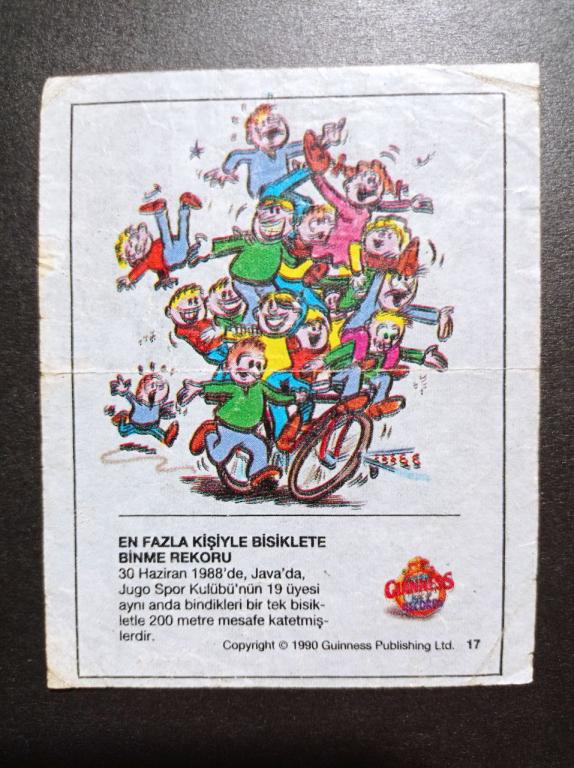 EN FAZLA KİŞİYLE BİSİKLETE
BİNME REKORU
30 Haziran 1988'de, Java'da,
Jugo Spor Kulübü'nün 19 üyesi
aynı anda bindikleri bir tek bisik-
letle 200 metre mesafe katetmiş-
lerdir.
GUINNESS
Copyright © 1990 Guinness Publishing Ltd. 17